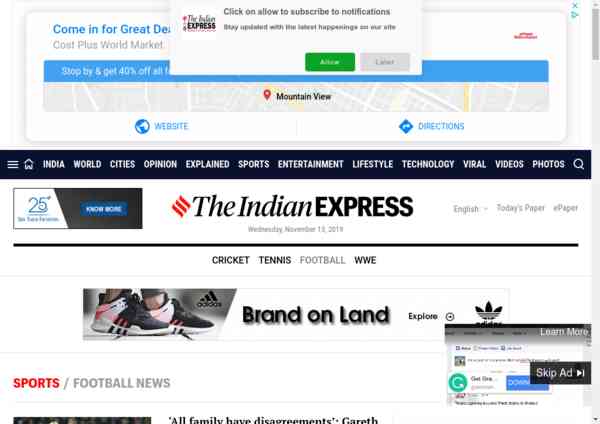 Click on allow to subscribe to notifications
The Indian
EXPRESS
Stay updated with the latest happenings on our site
Allow
Later
Come in for Great Dea
Cost Plus World Market.
Stop by & get 40% off all f
Mountain View
WEBSITE
DIRECTIONS
INDIA WORLD CITIES OPINION EXPLAINED SPORTS ENTERTAINMENT LIFESTYLE TECHNOLOGY VIRAL VIDEOS PHOTOS
25
KNOW MORE
The Indian EXPRESS
English
Today's Paper
ePaper
Wednesday, November 13, 2019
CRICKET TENNIS FOOTBALL WWE
adidas
Brand on Land
Explore
adidas
Learn More
Get Gra...
DOWN
Skip Ad
SPORTS / FOOTBALL NEWS
'All family have disagreements': Gareth